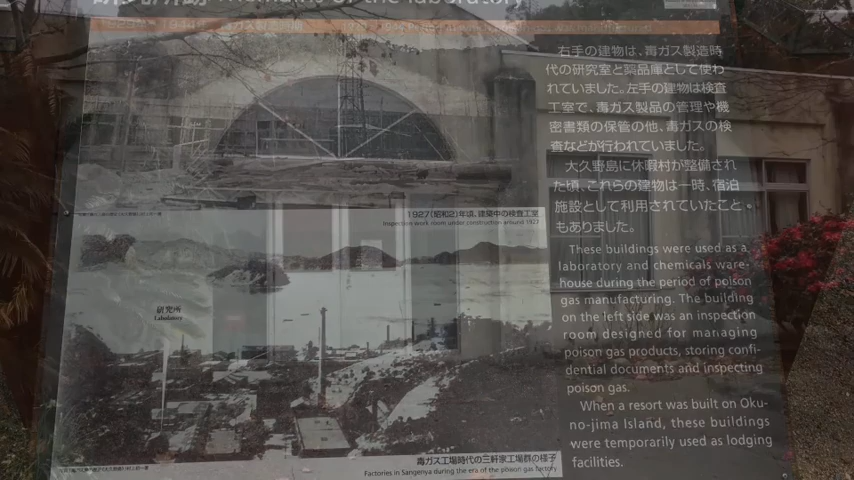 研究所跡 The ruins of the laboratory
1927(昭和2)年頃、建築中の検査工室
Inspection work room under construction around 1927
研究所
Laboratory
毒ガス工場時代の三軒家工場群の様子
Factories in Sangenya during the era of the poison gas factory
右手の建物は、毒ガス製造時
代の研究室と薬品庫として使わ
れていました。左手の建物は検査
工室で、毒ガス製品の管理や機
密書類の保管の他、毒ガスの検
査などが行われていました。
大久野島に休暇村が整備され
た頃、これらの建物は一時、宿泊
施設として利用されていたこと
もありました。
These buildings were used as a
laboratory and chemicals ware-
house during the period of poison
gas manufacturing. The building
on the left side was an inspection
room designed for managing
poison gas products, storing confi-
dential documents and inspecting
poison gas.
When a resort was built on Oku-
no-jima Island, these buildings
were temporarily used as lodging
facilities.